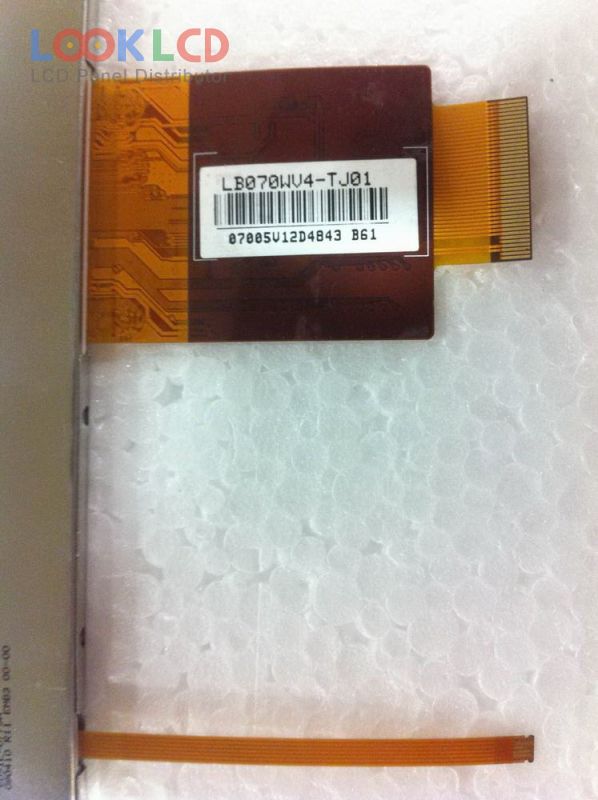 LOOKLCD
LCD Panel Distributor
LB070WV4-TJ01
07005V12D4843 B61